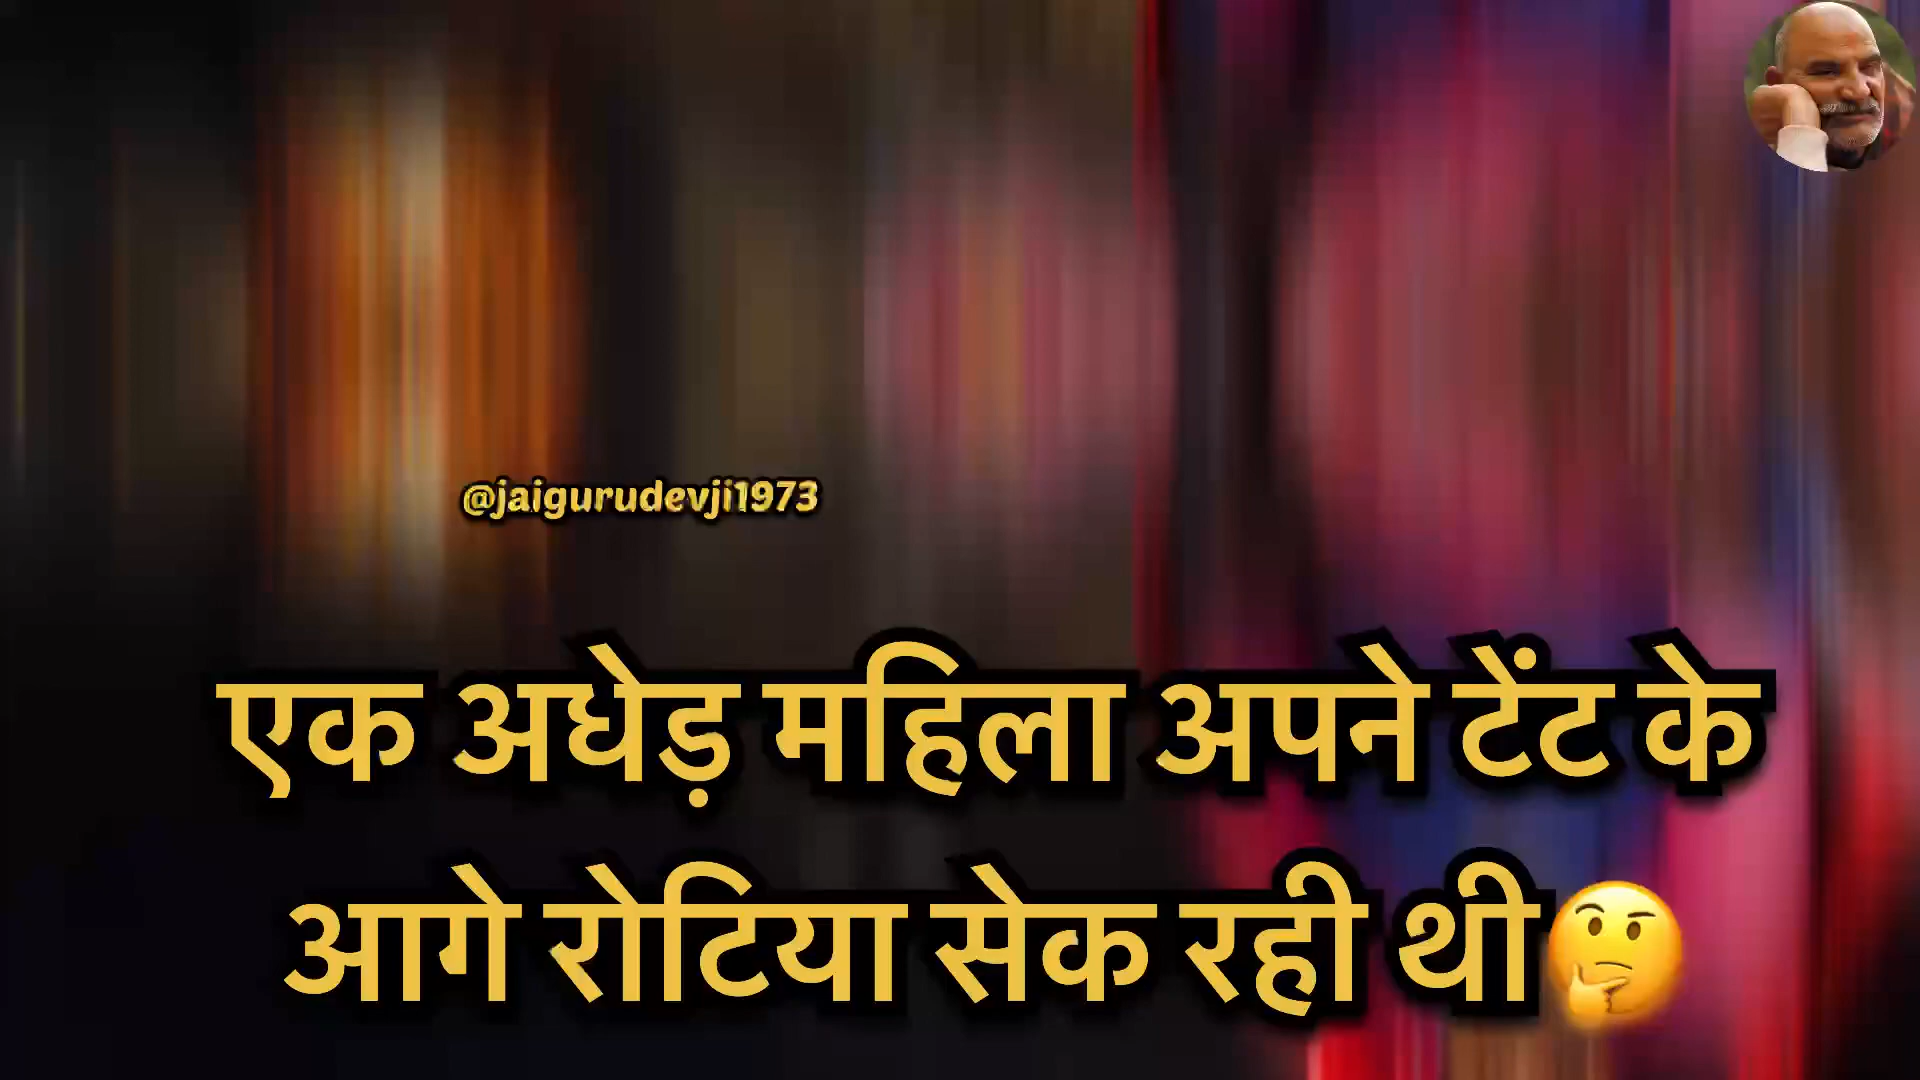 @jaigurudevji1973
एक अधेड़ महिला अपने टेंट के
आगे रोटिया सेक रही थी🤔